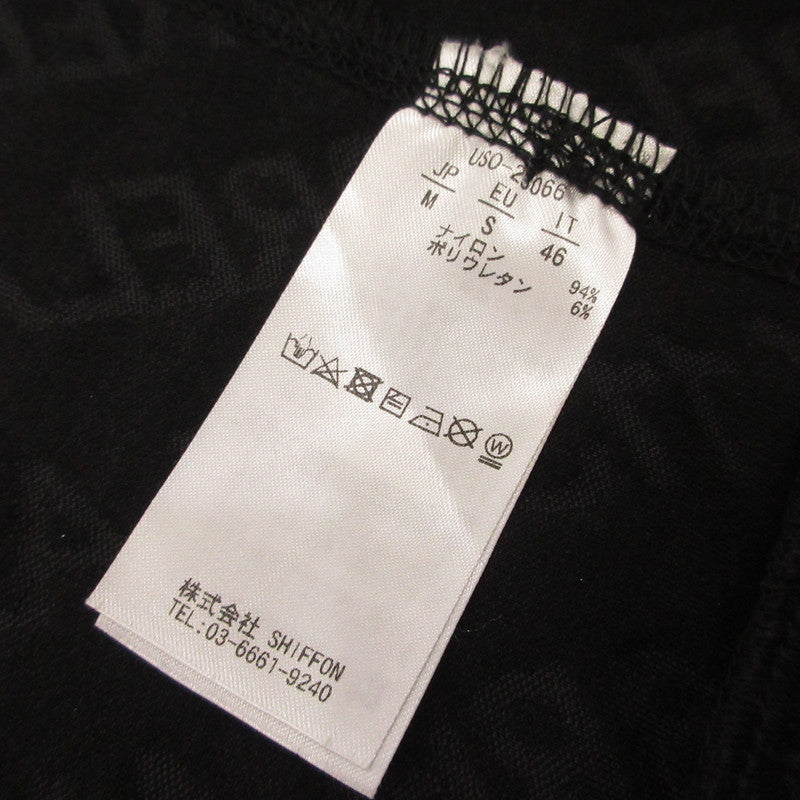 USO-23066
JP EU IT
M S 46
ナイロン 94%
ポリウレタン 6%
W
株式会社 SHIFFON
TEL:03-6661-9240